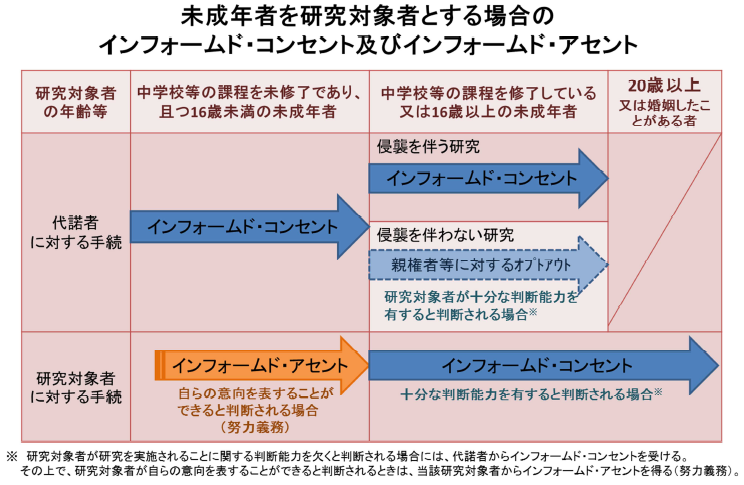 未成年者を研究対象者とする場合の
インフォームド・コンセント及びインフォームド・アセント
研究対象者
の年齢等
中学校等の課程を未修了であり、
且つ16歳未満の未成年者
中学校等の課程を修了している
又は16歳以上の未成年者
20歳以上
又は婚姻したこ
とがある者
代諾者
に対する手続
インフォームド・コンセント
侵襲を伴う研究
インフォームド・コンセント
侵襲を伴わない研究
親権者等に対するオプトアウト
研究対象者が十分な判断能力を
有すると判断される場合※
研究対象者
に対する手続
インフォームド・アセント
自らの意向を表することが
できると判断される場合
（努力義務）
インフォームド・コンセント
十分な判断能力を有すると判断される場合※
※ 研究対象者が研究を実施されることに関する判断能力を欠くと判断される場合には、代諾者からインフォームド・コンセントを受ける。
その上で、研究対象者が自らの意向を表することができると判断されるときは、当該研究対象者からインフォームド・アセントを得る（努力義務）。